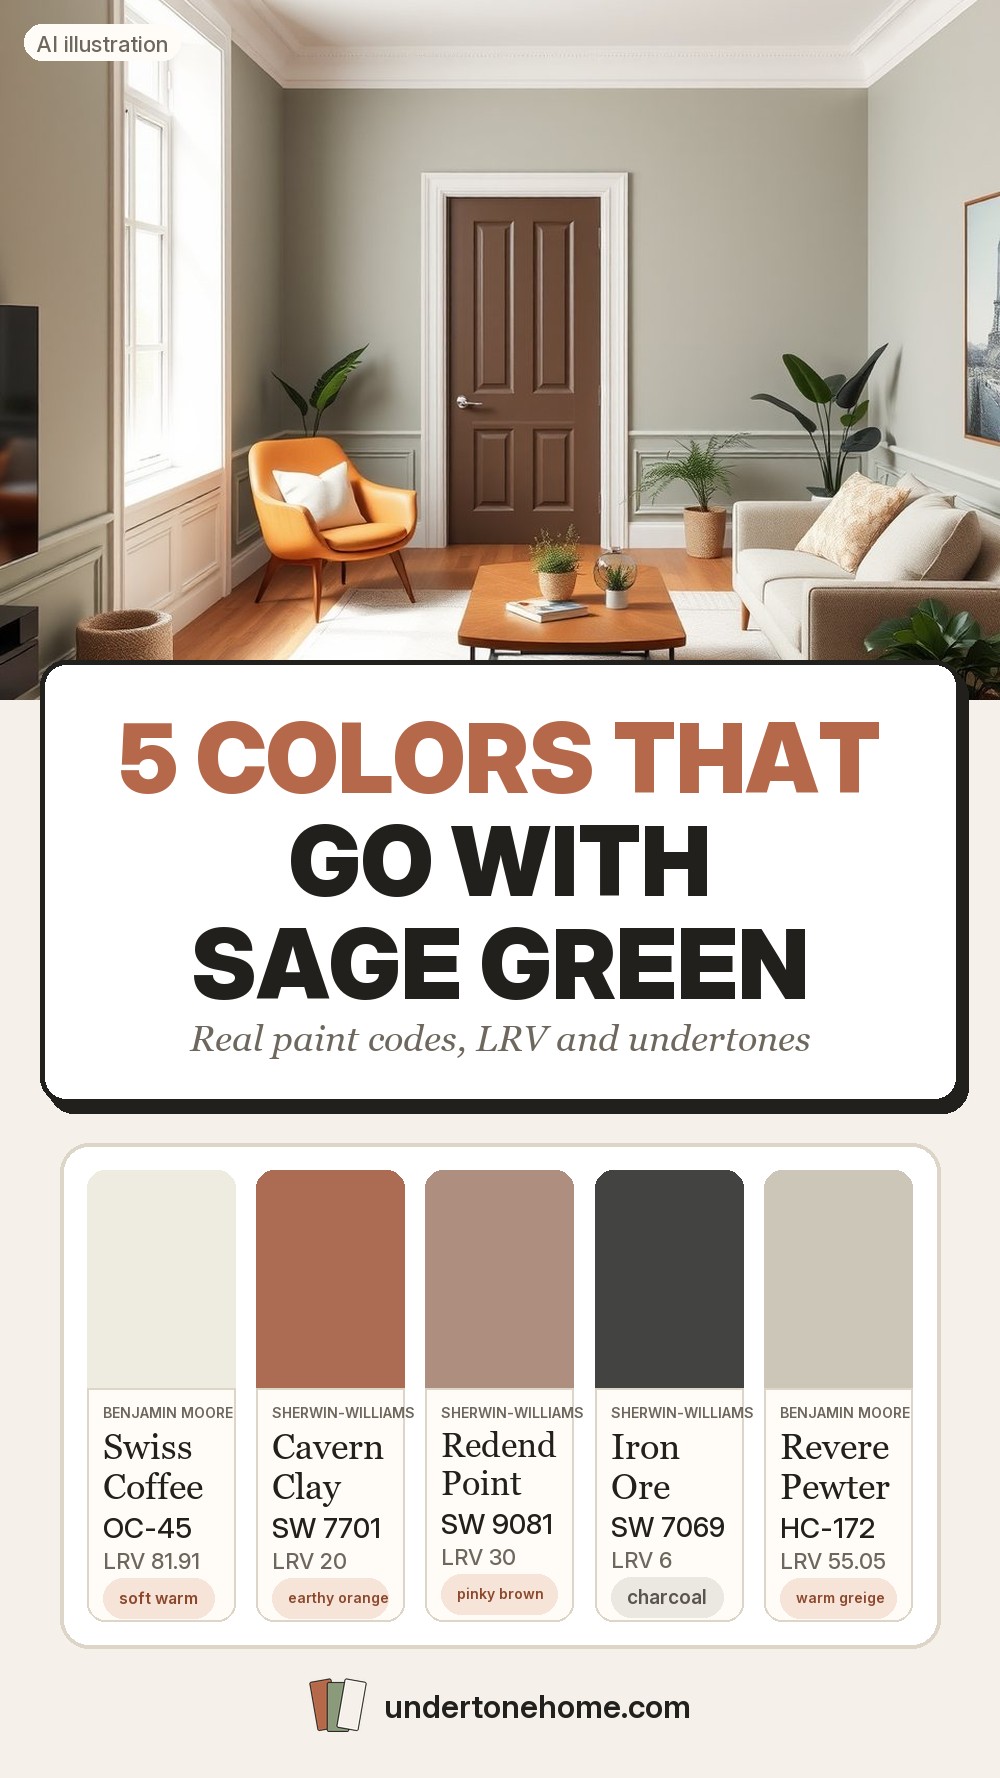 AI illustration
5 COLORS THAT
GO WITH
SAGE GREEN
Real paint codes, LRV and undertones
BENJAMIN MOORE
Swiss
Coffee
OC-45
LRV 81.91
soft warm
SHERWIN-WILLIAMS
Cavern
Clay
SW 7701
LRV 20
earthy orange
SHERWIN-WILLIAMS
Redend
Point
SW 9081
LRV 30
pinky brown
SHERWIN-WILLIAMS
Iron
Ore
SW 7069
LRV 6
charcoal
BENJAMIN MOORE
Revere
Pewter
HC-172
LRV 55.05
warm greige
undertonehome.com